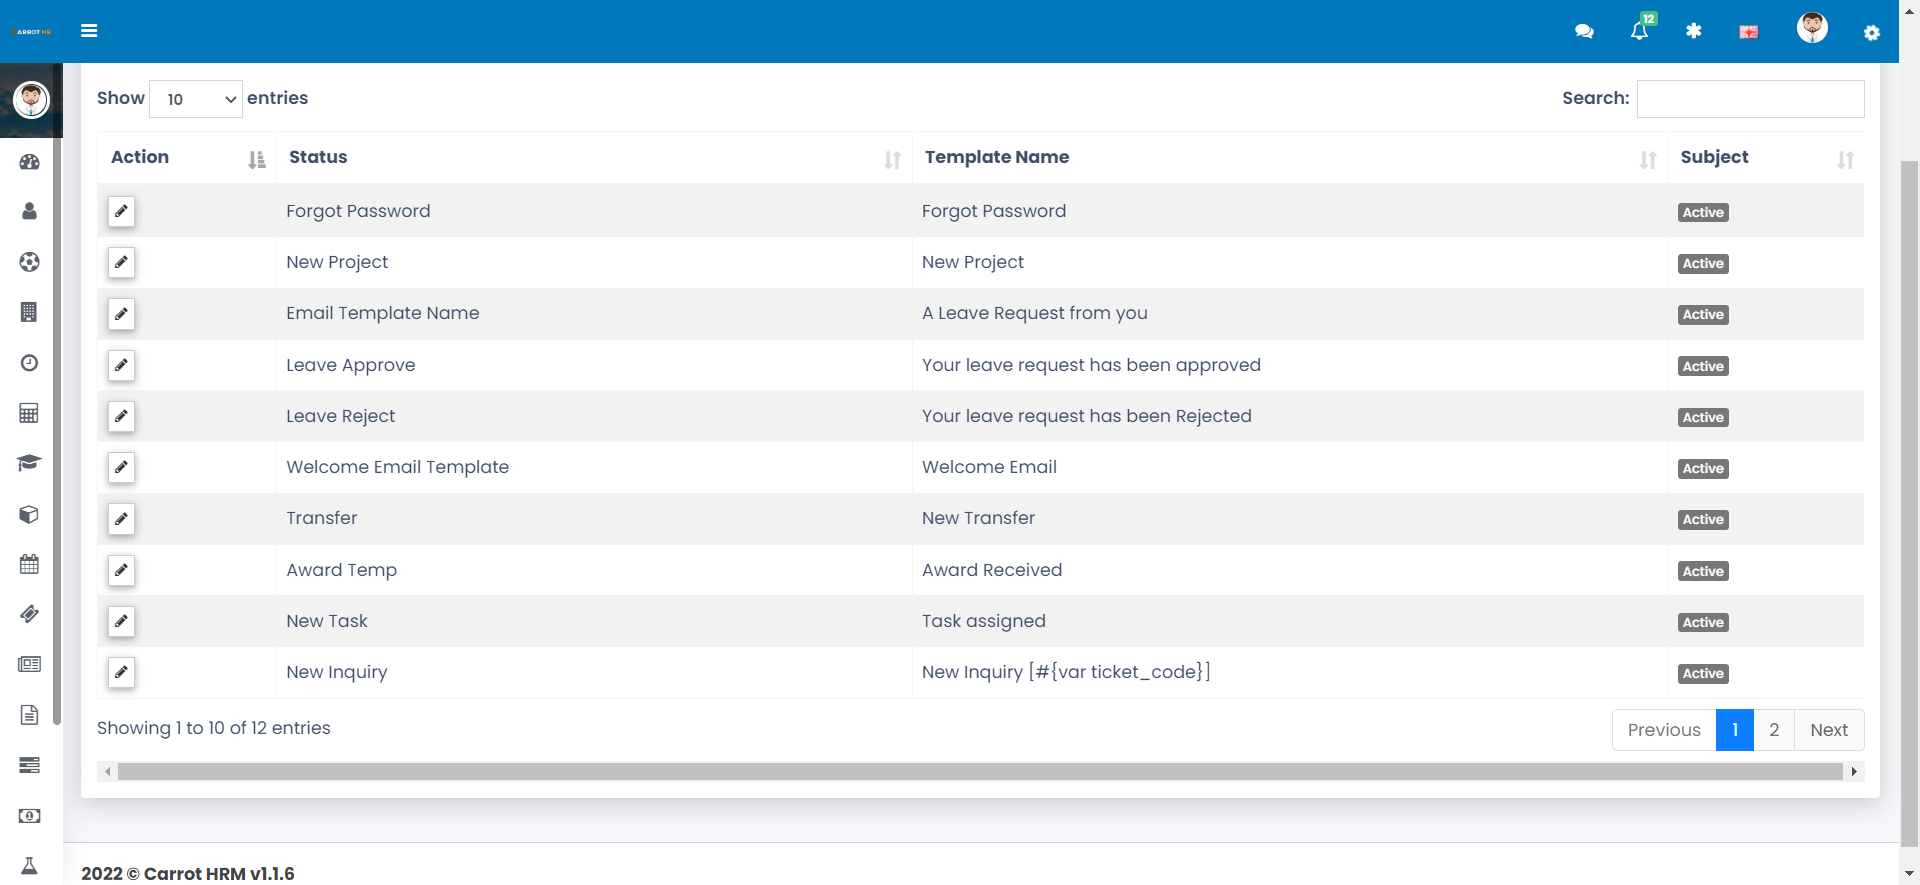 ARROT HR
12
Show 10 entries
Search:
Action Status Template Name Subject
Forgot Password Forgot Password Active
New Project New Project Active
Email Template Name A Leave Request from you Active
Leave Approve Your leave request has been approved Active
Leave Reject Your leave request has been Rejected Active
Welcome Email Template Welcome Email Active
Transfer New Transfer Active
Award Temp Award Received Active
New Task Task assigned Active
New Inquiry New Inquiry [#{var ticket_code}] Active
Showing 1 to 10 of 12 entries
Previous 1 2 Next
2022 © Carrot HRM v1.1.6